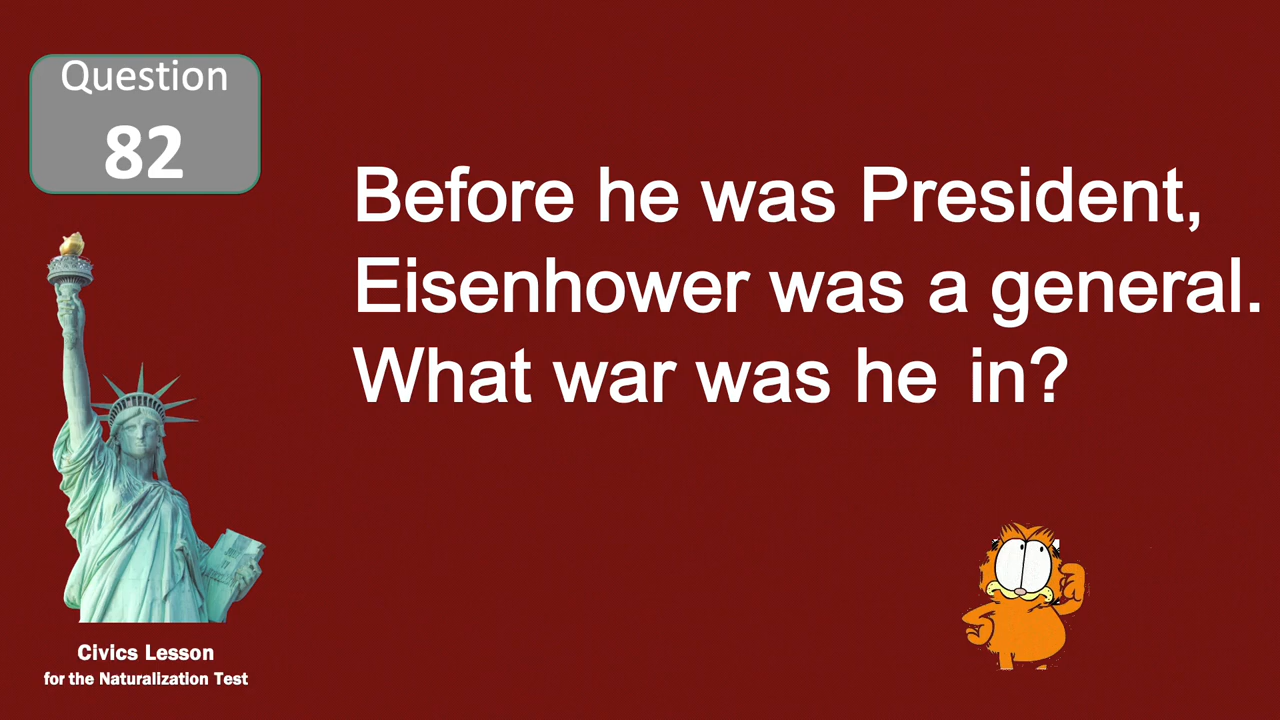 Question
82
Before he was President,
Eisenhower was a general.
What war was he in?
Civics Lesson
for the Naturalization Test